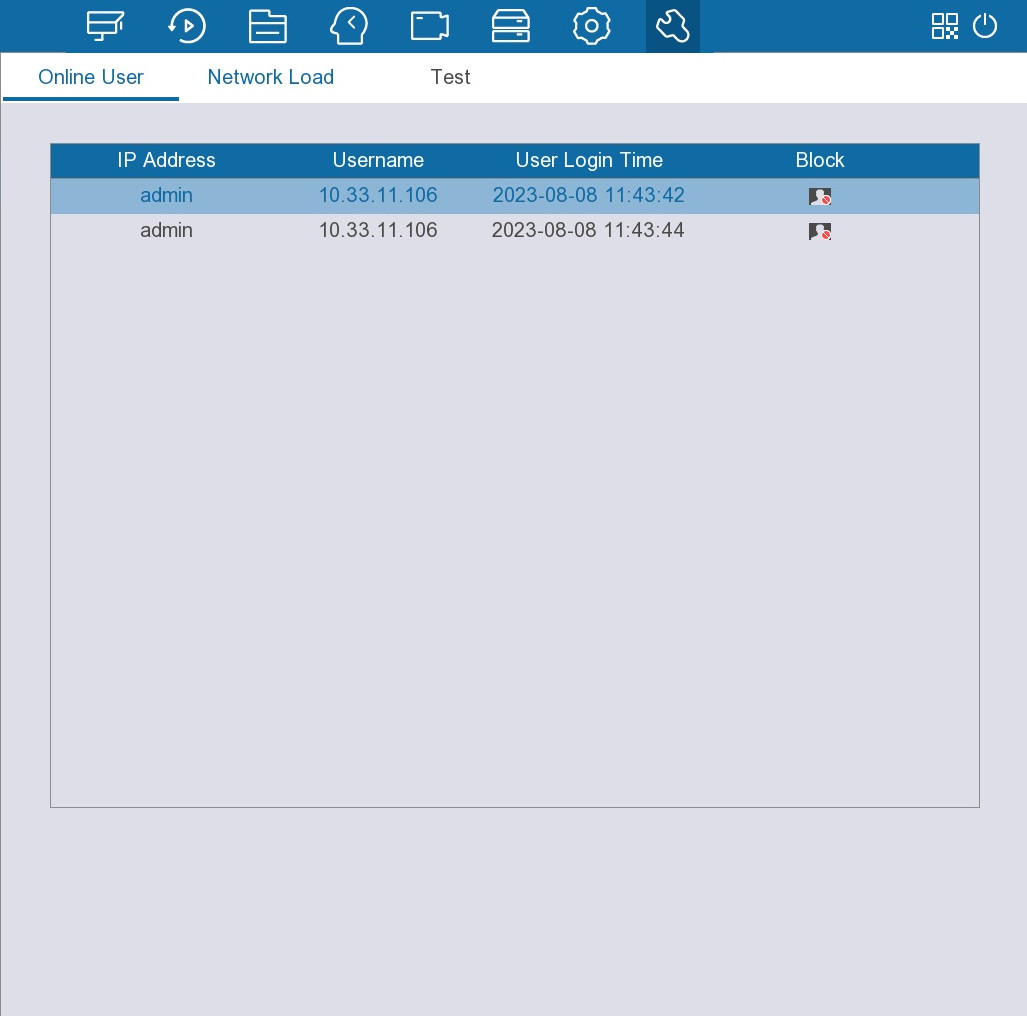 Online User Network Load Test
IP Address Username User Login Time Block
admin 10.33.11.106 2023-08-08 11:43:42
admin 10.33.11.106 2023-08-08 11:43:44